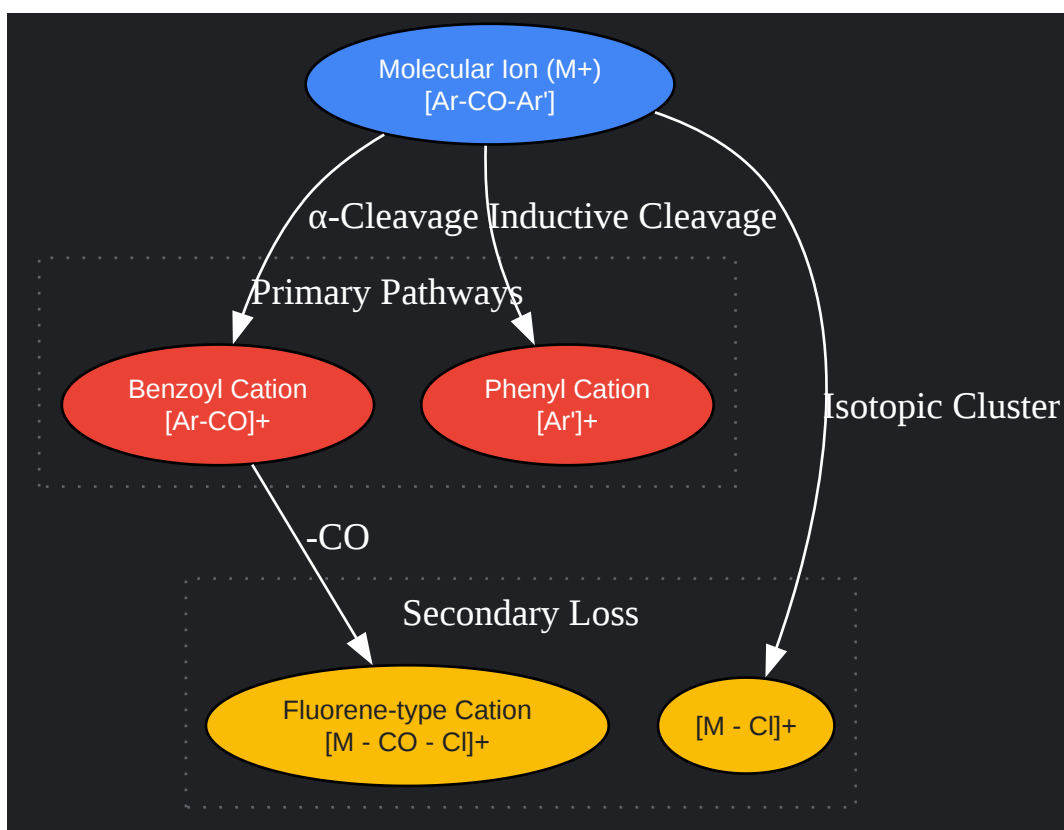 Molecular Ion (M+)
[Ar-CO-Ar']
α-Cleavage
Inductive Cleavage
Primary Pathways
Benzoyl Cation
[Ar-CO]+
Phenyl Cation
[Ar']+
Isotopic Cluster
-CO
Secondary Loss
Fluorene-type Cation
[M - CO - Cl]+
[M - Cl]+